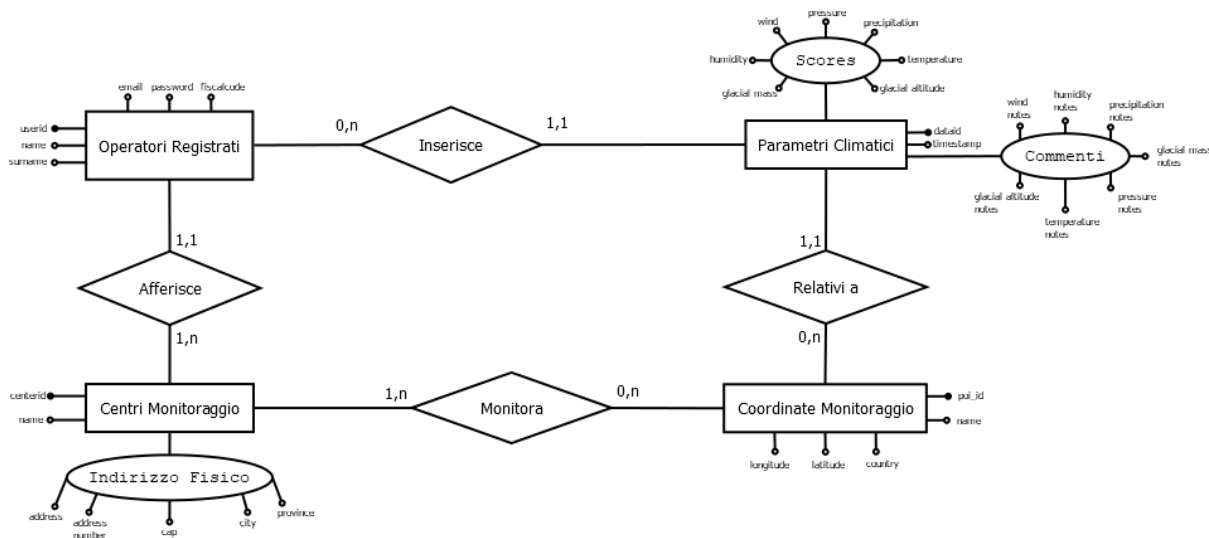 pressure
wind
precipitation
humidity
Scores
temperature
glacial mass
glacial altitude
email
password
fiscalcode
userid
name
surname
Operatori Registrati
0,n
Inserisce
1,1
Parametri Climatici
dataid
timestamp
wind
notes
humidity
notes
precipitation
notes
Commenti
glacial mass
notes
glacial altitude
notes
temperature
notes
pressure
notes
1,1
Afferisce
1,n
1,1
Relativi a
0,n
centerid
name
Centri Monitoraggio
1,n
Monitora
0,n
Coordinate Monitoraggio
poi_id
name
longitude
latitude
country
Indirizzo Fisico
address
address
number
cap
city
province